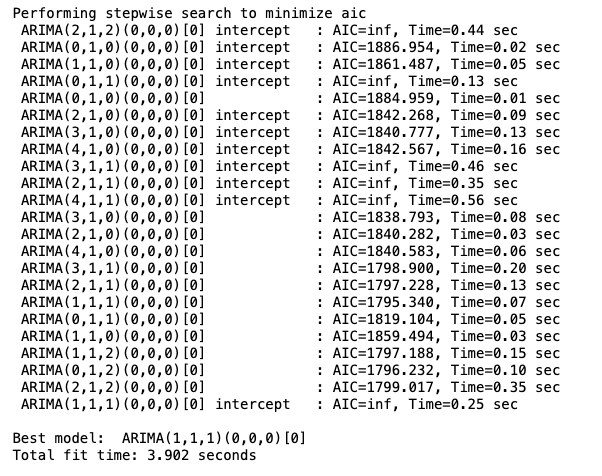 Performing stepwise search to minimize aic
 ARIMA(2,1,2)(0,0,0)[0] intercept   : AIC=inf, Time=0.44 sec
 ARIMA(0,1,0)(0,0,0)[0] intercept   : AIC=1886.954, Time=0.02 sec
 ARIMA(1,1,0)(0,0,0)[0] intercept   : AIC=1861.487, Time=0.05 sec
 ARIMA(0,1,1)(0,0,0)[0] intercept   : AIC=inf, Time=0.13 sec
 ARIMA(0,1,0)(0,0,0)[0]             : AIC=1884.959, Time=0.01 sec
 ARIMA(2,1,0)(0,0,0)[0] intercept   : AIC=1842.268, Time=0.09 sec
 ARIMA(3,1,0)(0,0,0)[0] intercept   : AIC=1840.777, Time=0.13 sec
 ARIMA(4,1,0)(0,0,0)[0] intercept   : AIC=1842.567, Time=0.16 sec
 ARIMA(3,1,1)(0,0,0)[0] intercept   : AIC=inf, Time=0.46 sec
 ARIMA(2,1,1)(0,0,0)[0] intercept   : AIC=inf, Time=0.35 sec
 ARIMA(4,1,1)(0,0,0)[0] intercept   : AIC=inf, Time=0.56 sec
 ARIMA(3,1,0)(0,0,0)[0]             : AIC=1838.793, Time=0.08 sec
 ARIMA(2,1,0)(0,0,0)[0]             : AIC=1840.282, Time=0.03 sec
 ARIMA(4,1,0)(0,0,0)[0]             : AIC=1840.583, Time=0.06 sec
 ARIMA(3,1,1)(0,0,0)[0]             : AIC=1798.900, Time=0.20 sec
 ARIMA(2,1,1)(0,0,0)[0]             : AIC=1797.228, Time=0.13 sec
 ARIMA(1,1,1)(0,0,0)[0]             : AIC=1795.340, Time=0.07 sec
 ARIMA(0,1,1)(0,0,0)[0]             : AIC=1819.104, Time=0.05 sec
 ARIMA(1,1,0)(0,0,0)[0]             : AIC=1859.494, Time=0.03 sec
 ARIMA(1,1,2)(0,0,0)[0]             : AIC=1797.188, Time=0.15 sec
 ARIMA(0,1,2)(0,0,0)[0]             : AIC=1796.232, Time=0.10 sec
 ARIMA(2,1,2)(0,0,0)[0]             : AIC=1799.017, Time=0.35 sec
 ARIMA(1,1,1)(0,0,0)[0] intercept   : AIC=inf, Time=0.25 sec

Best model:  ARIMA(1,1,1)(0,0,0)[0]
Total fit time: 3.902 seconds